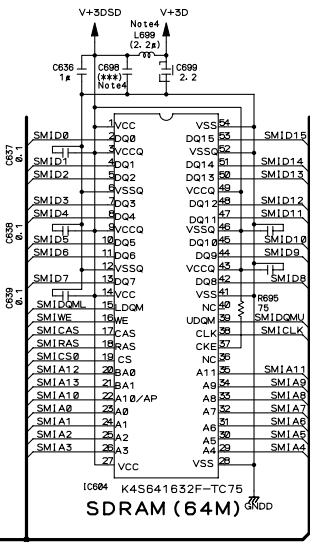 V+3DSD V+3D
Note4
L699
(2.2μ)
C636 C698 C699
1μ (***) 2.2
Note4
1 VCC VSS 54
SMID0 2 DQ0 DQ15 53 SMID15
C637 0.1 3 VCCQ VSSQ 52
SMID1 4 DQ1 DQ14 51 SMID14
SMID2 5 DQ2 DQ13 50 SMID13
6 VSSQ VCCQ 49
SMID3 7 DQ3 DQ12 48 SMID12
SMID4 8 DQ4 DQ11 47 SMID11
C638 0.1 9 VCCQ VSSQ 46
SMID5 10 DQ5 DQ10 45 SMID10
SMID6 11 DQ6 DQ9 44 SMID9
12 VSSQ VCCQ 43
SMID7 13 DQ7 DQ8 42 SMID8
C639 0.1 14 VCC VSS 41
SMIDQML 15 LDQM NC 40 R695 75
SMIWE 16 WE UDQM 39 SMIDQMU
SMICAS 17 CAS CLK 38 SMICLK
SMIRAS 18 RAS CKE 37
SMICS0 19 CS NC 36
SMIA12 20 BA0 A11 35 SMIA11
SMIA13 21 BA1 A9 34 SMIA9
SMIA10 22 A10/AP A8 33 SMIA8
SMIA0 23 A0 A7 32 SMIA7
SMIA1 24 A1 A6 31 SMIA6
SMIA2 25 A2 A5 30 SMIA5
SMIA3 26 A3 A4 29 SMIA4
27 VCC VSS 28
IC604 K4S641632F-TC75
SDRAM(64M) GNDD